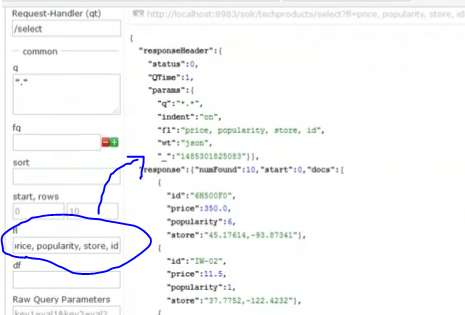 Request-Handler (qt)
/select
common
q
"."
fq
sort
start, rows
0 10
fl
rice, popularity, store, id
df
Raw Query Parameters
key1=val1&key2=val2
http://localhost:8983/solr/techproducts/select?fl=price, popularity, store, id
{
"responseHeader":{
"status":0,
"QTime":1,
"params":{
"q":"*.*",
"indent":"on",
"fl":"price, popularity, store, id",
"wt":"json",
"_":"1485301825083"}},
"response":{"numFound":10,"start":0,"docs":[
{
"id":"6H500F0",
"price":350.0,
"popularity":6,
"store":"45.17614,-93.87341"},
{
"id":"IW-02",
"price":11.5,
"popularity":1,
"store":"37.7752,-122.4232"},
{